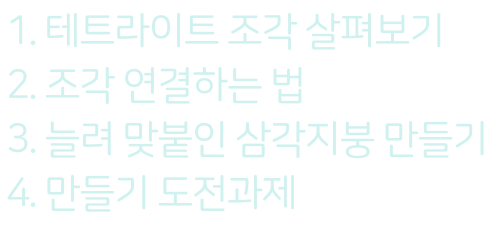 1. 테트라이트 조각 살펴보기
2. 조각 연결하는 법
3. 늘려 맞붙인 삼각지붕 만들기
4. 만들기 도전과제